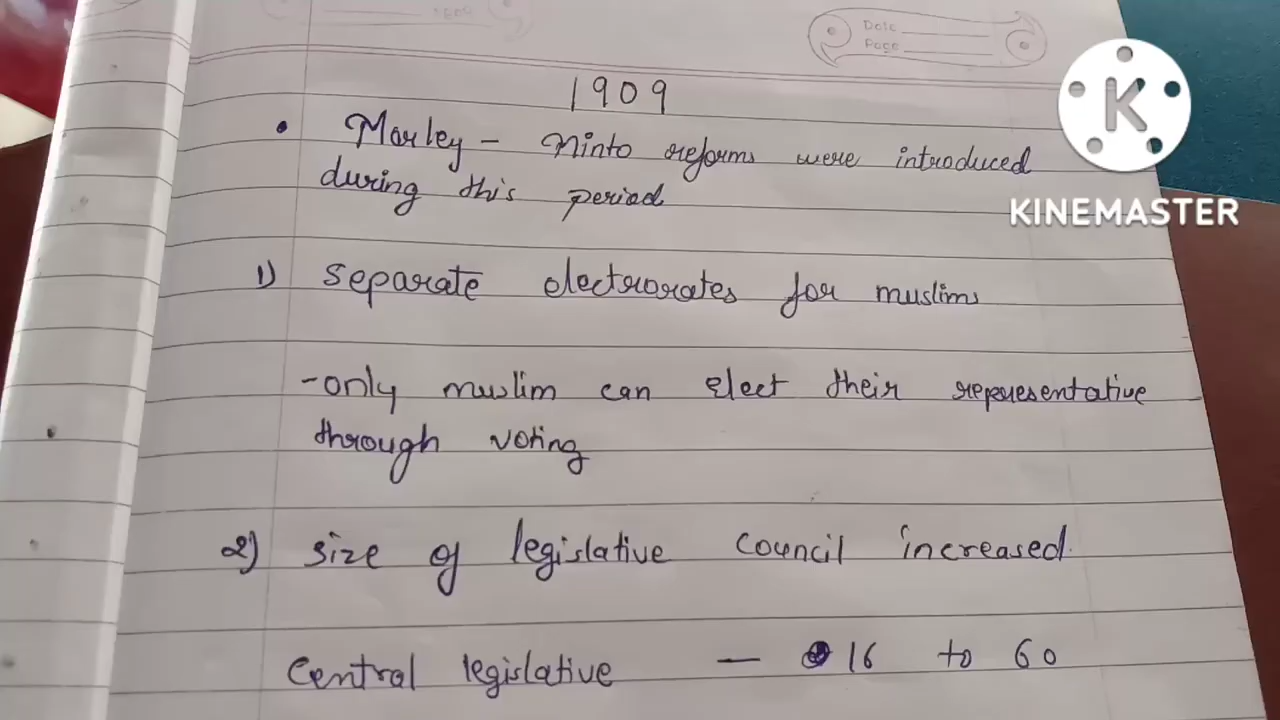 Date
Page
1909
• Morley - Minto reforms were introduced
during this period
1) separate electrorates for muslims
-only muslim can elect their representative
through voting
2) size of legislative council increased.
Central legislative — 16 to 60
K
KINEMASTER